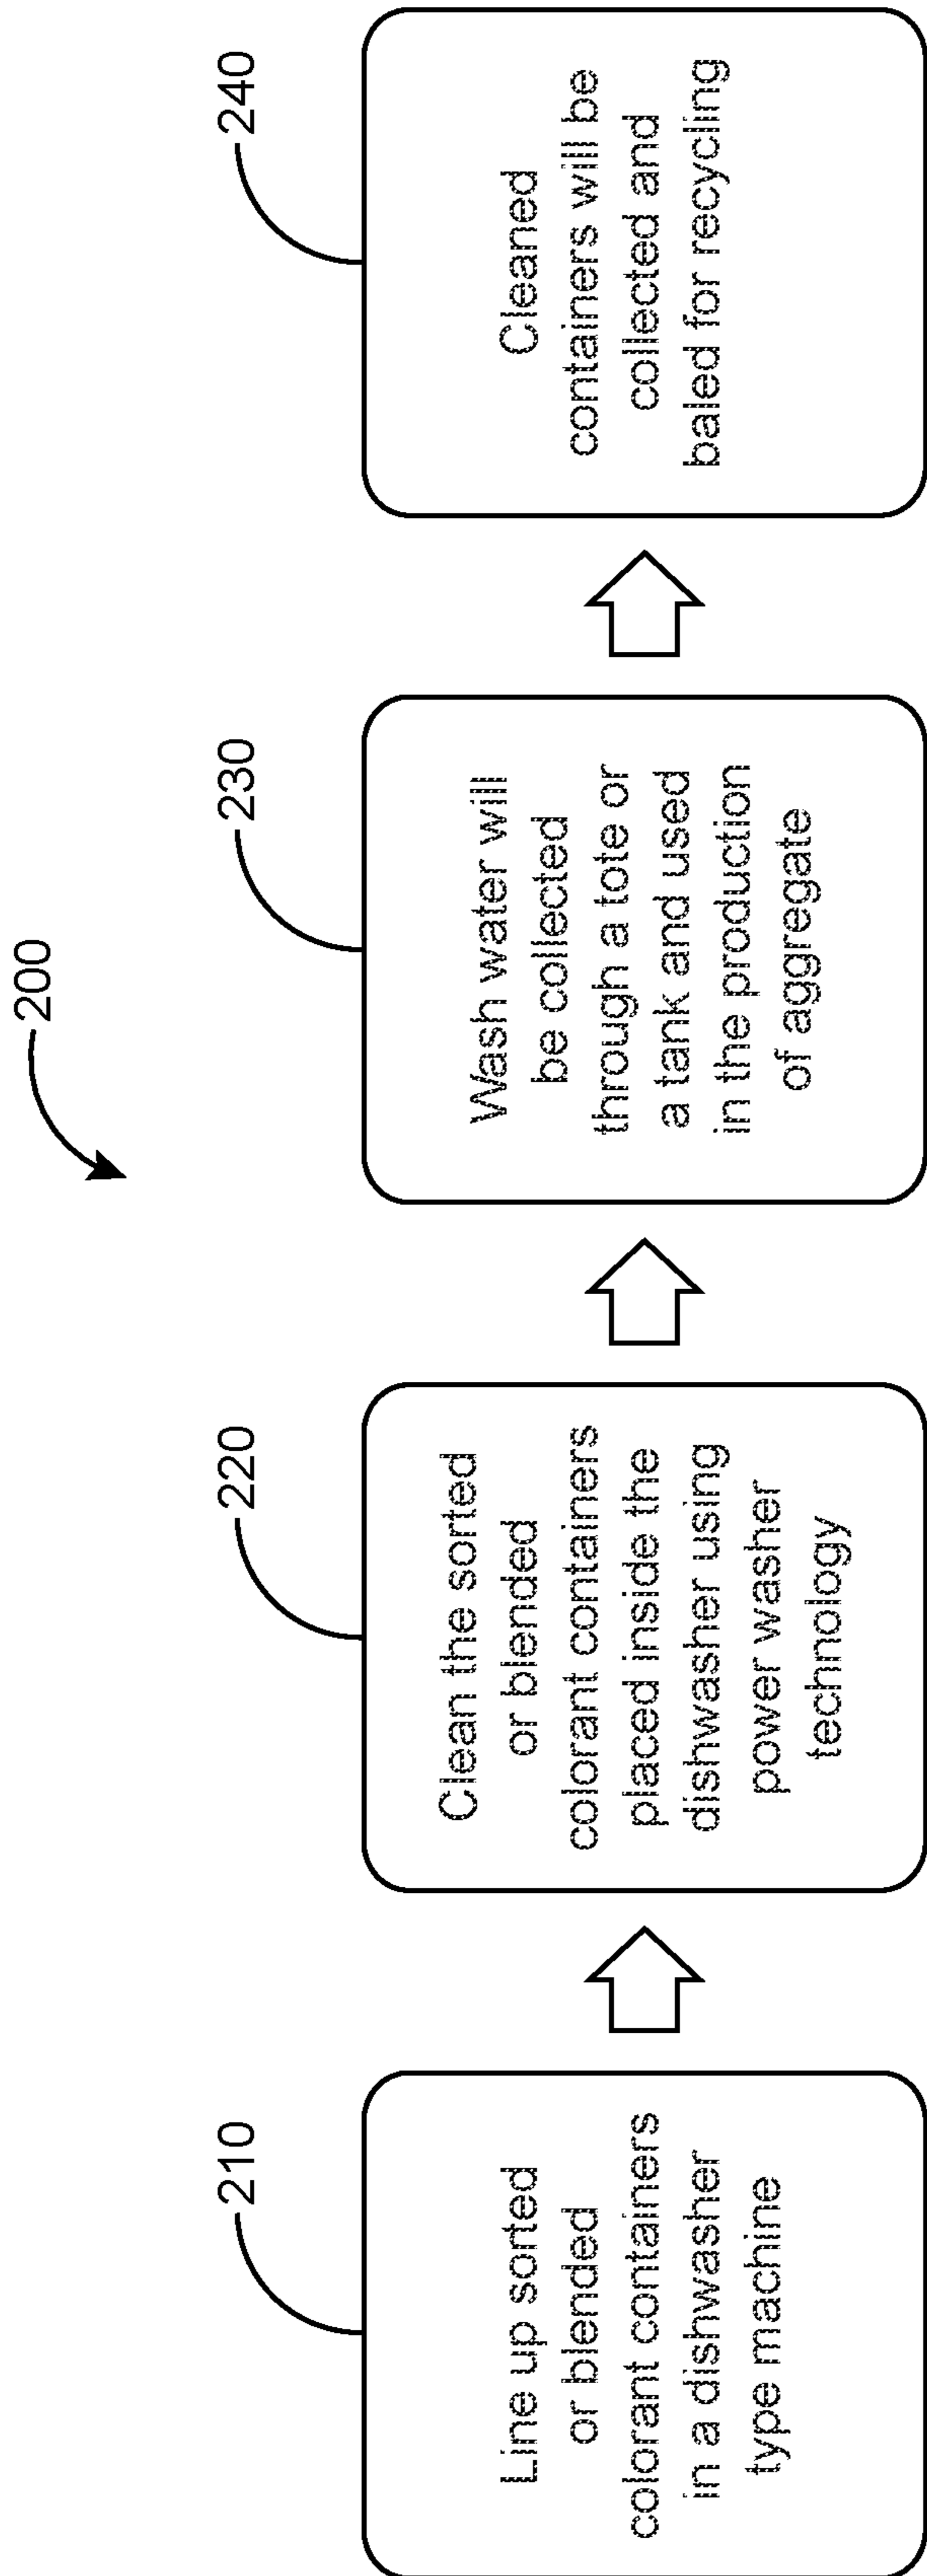 200
210
Line up sorted
or blended
colorant containers
in a dishwasher
type machine
220
Clean the sorted
or blended
colorant containers
placed inside the
dishwasher using
power washer
technology
230
Wash water will
be collected
through a tote or
a tank and used
in the production
of aggregate
240
Cleaned
containers will be
collected and
baled for recycling